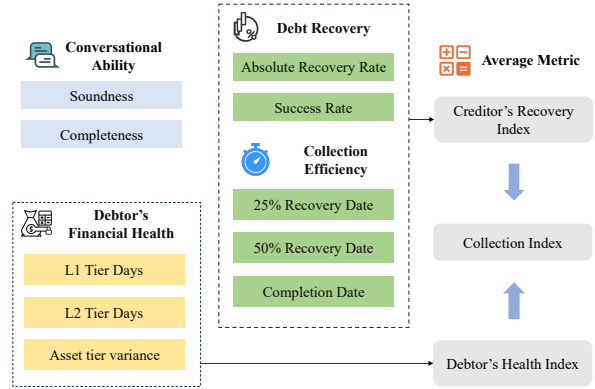 Conversational
Ability
Soundness
Completeness
Debtor's
Financial Health
L1 Tier Days
L2 Tier Days
Asset tier variance
Debt Recovery
Absolute Recovery Rate
Success Rate
Collection
Efficiency
25% Recovery Date
50% Recovery Date
Completion Date
Average Metric
Creditor's Recovery
Index
Collection Index
Debtor's Health Index